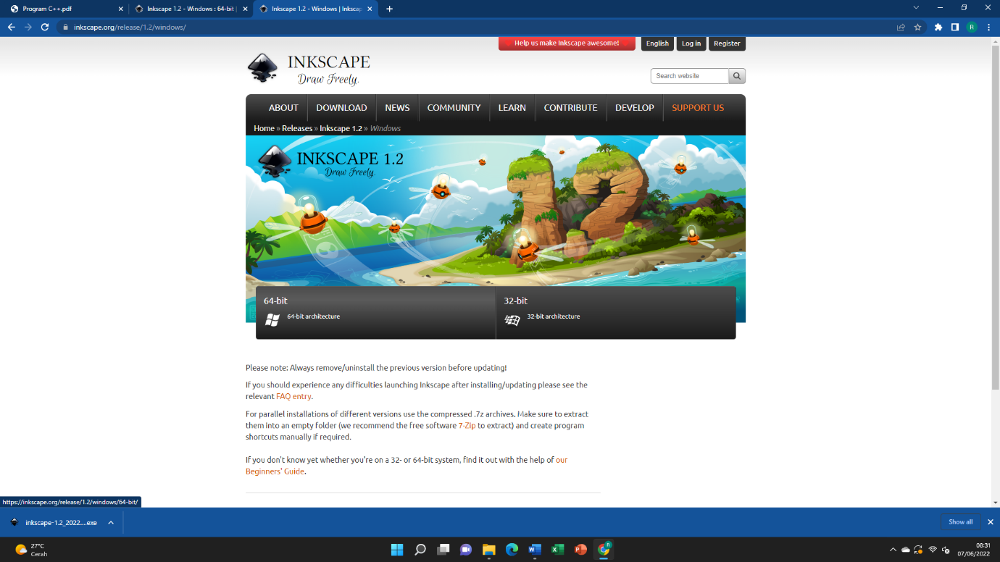 Program C++.pdf
Inkscape 1.2 - Windows : 64-bit |
Inkscape 1.2 - Windows | Inkscap
inkscape.org/release/1.2/windows/
R
Help us make Inkscape awesome!
English
Log in
Register
INKSCAPE
Draw Freely.
Search website
ABOUT
DOWNLOAD
NEWS
COMMUNITY
LEARN
CONTRIBUTE
DEVELOP
SUPPORT US
Home » Releases » Inkscape 1.2 » Windows
INKSCAPE 1.2
Draw Freely.
64-bit
64-bit architecture
32-bit
32-bit architecture
Please note: Always remove/uninstall the previous version before updating!
If you should experience any difficulties launching Inkscape after installing/updating please see the
relevant FAQ entry.
For parallel installations of different versions use the compressed .7z archives. Make sure to extract
them into an empty folder (we recommend the free software 7-Zip to extract) and create program
shortcuts manually if required.
If you don't know yet whether you're on a 32- or 64-bit system, find it out with the help of our
Beginners' Guide.
https://inkscape.org/release/1.2/windows/64-bit/
inkscape-1.2_2022....exe
Show all
27°C
Cerah
08:31
07/06/2022